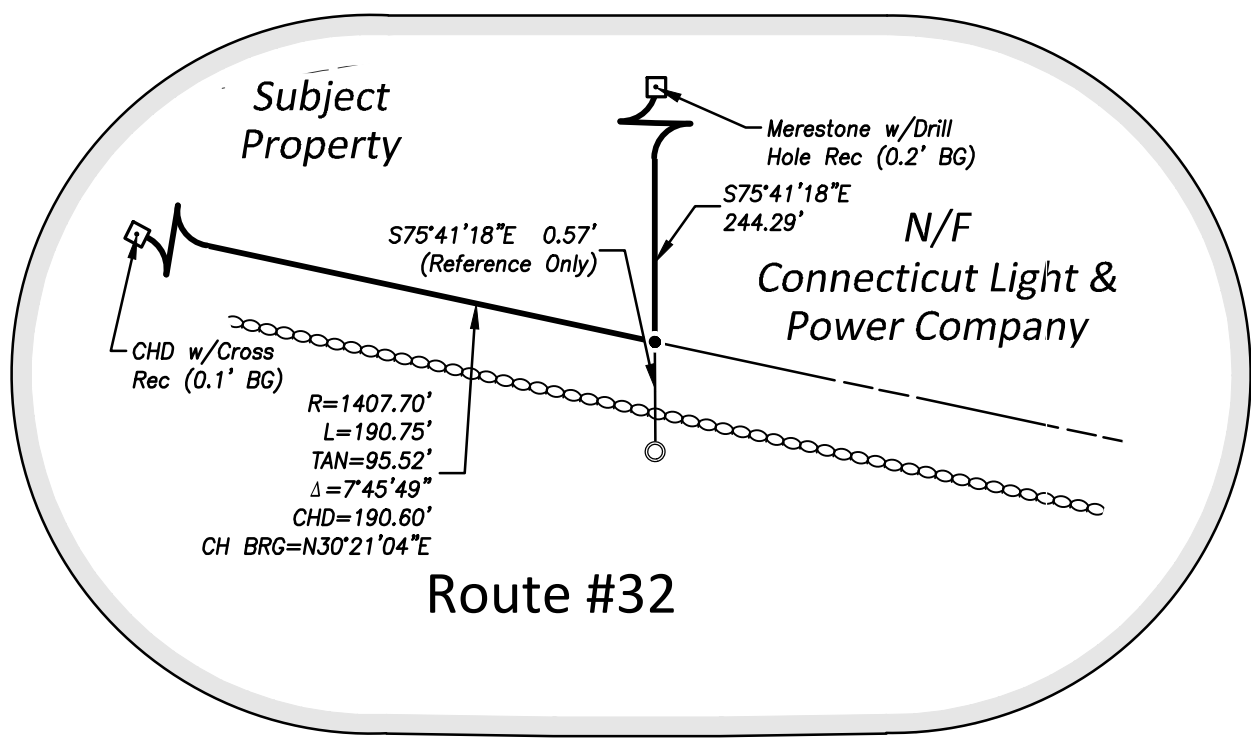 Subject
Property
Merestone w/Drill
Hole Rec (0.2' BG)
S75°41'18"E
244.29'
S75°41'18"E 0.57'
(Reference Only)
N/F
Connecticut Light &
Power Company
CHD w/Cross
Rec (0.1' BG)
R=1407.70'
L=190.75'
TAN=95.52'
Δ=7°45'49"
CHD=190.60'
CH BRG=N30°21'04"E
Route #32